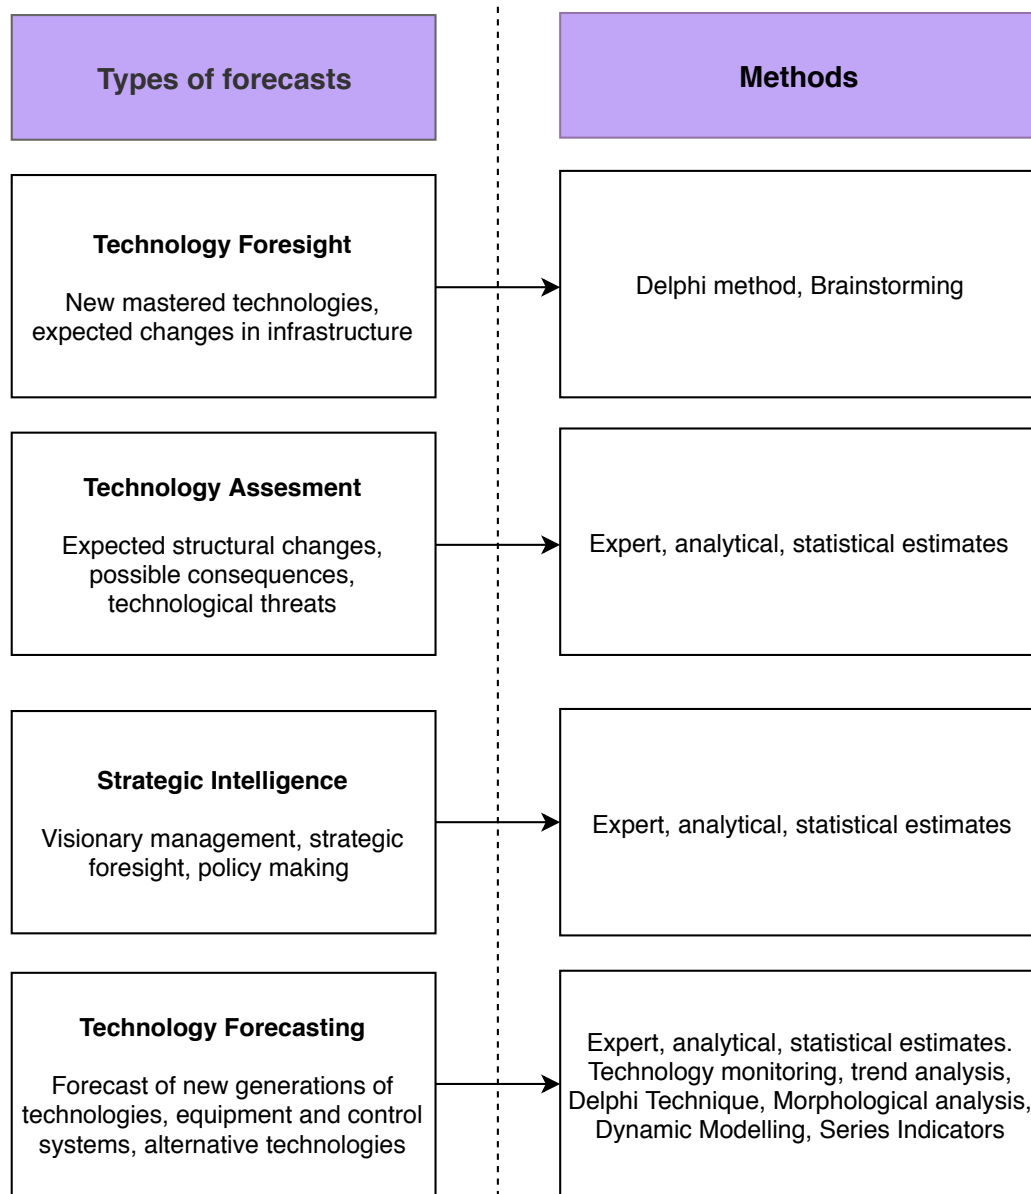 Types of forecasts
Methods
Technology Foresight
New mastered technologies,
expected changes in infrastructure
Delphi method, Brainstorming
Technology Assesment
Expected structural changes,
possible consequences,
technological threats
Expert, analytical, statistical estimates
Strategic Intelligence
Visionary management, strategic
foresight, policy making
Expert, analytical, statistical estimates
Technology Forecasting
Forecast of new generations of
technologies, equipment and control
systems, alternative technologies
Expert, analytical, statistical estimates.
Technology monitoring, trend analysis,
Delphi Technique, Morphological analysis,
Dynamic Modelling, Series Indicators